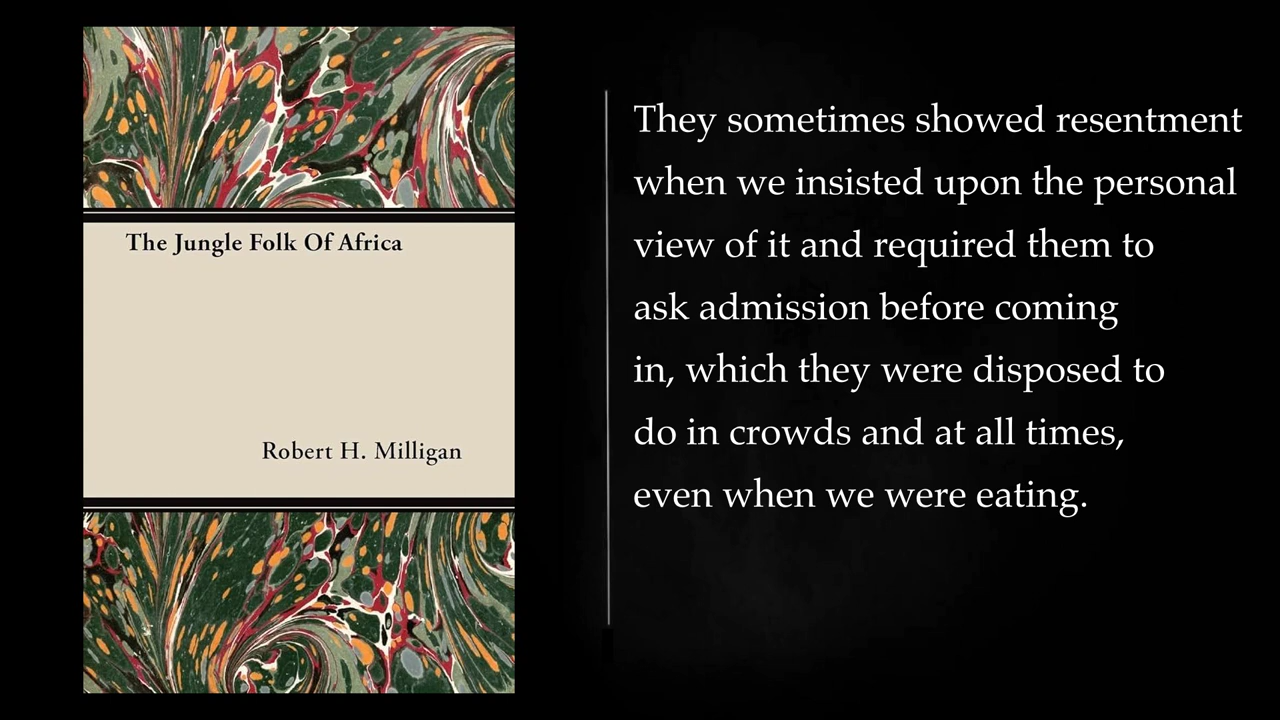 The Jungle Folk Of Africa
Robert H. Milligan
They sometimes showed resentment
when we insisted upon the personal
view of it and required them to
ask admission before coming
in, which they were disposed to
do in crowds and at all times,
even when we were eating.